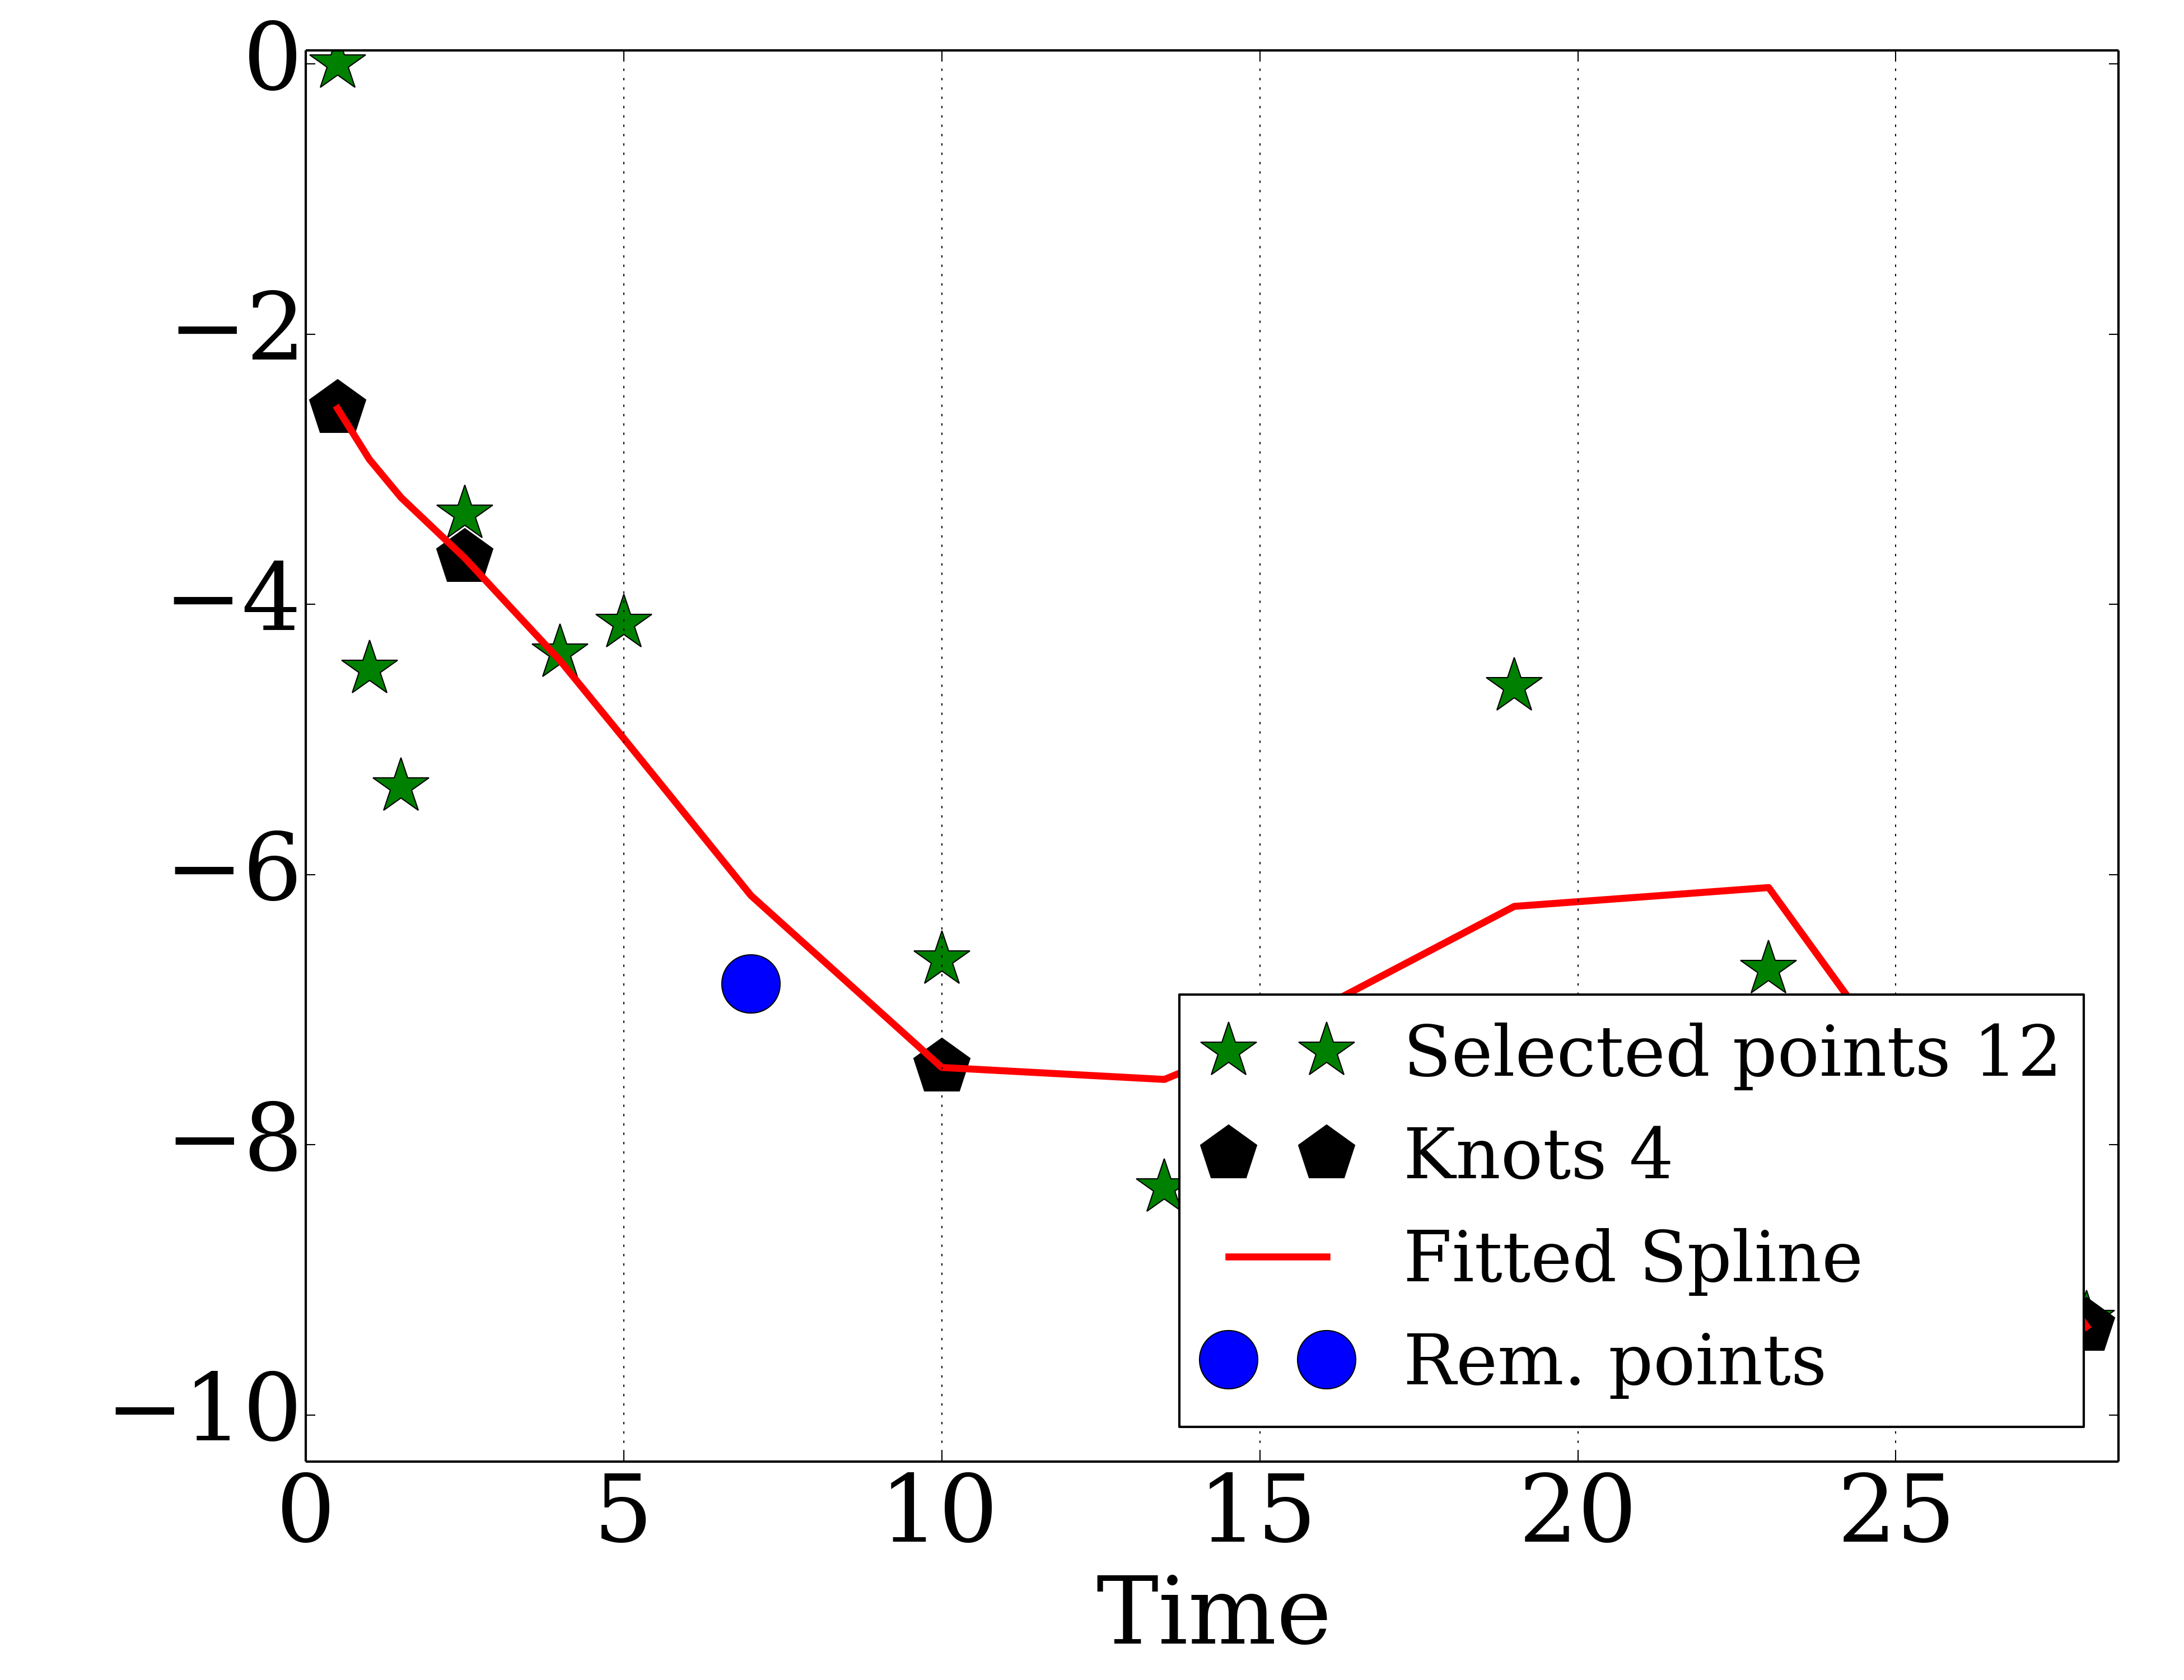 0
−2
−4
−6
−8
−10
Selected points 12
Knots 4
Fitted Spline
Rem. points
0 5 10 15 20 25
Time